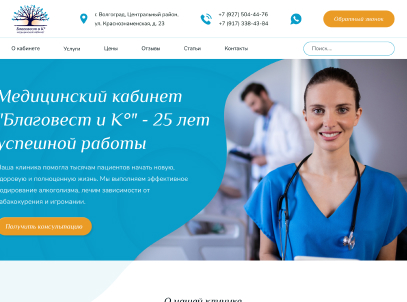 Благовест и К°
г. Волгоград, Центральный район,
ул. Краснознаменская, д. 23
+7 (927) 504-44-76
+7 (917) 338-43-84
Обратный звонок
О кабинете
Услуги
Цены
Отзывы
Статьи
Контакты
Поиск...
Медицинский кабинет
"Благовест и К°" - 25 лет
успешной работы
Наша клиника помогла тысячам пациентов начать новую,
здоровую и полноценную жизнь. Мы выполняем эффективное
кодирование алкоголизма, лечим зависимости от
табакокурения и игромании.
Получить консультацию
О нашей клинике